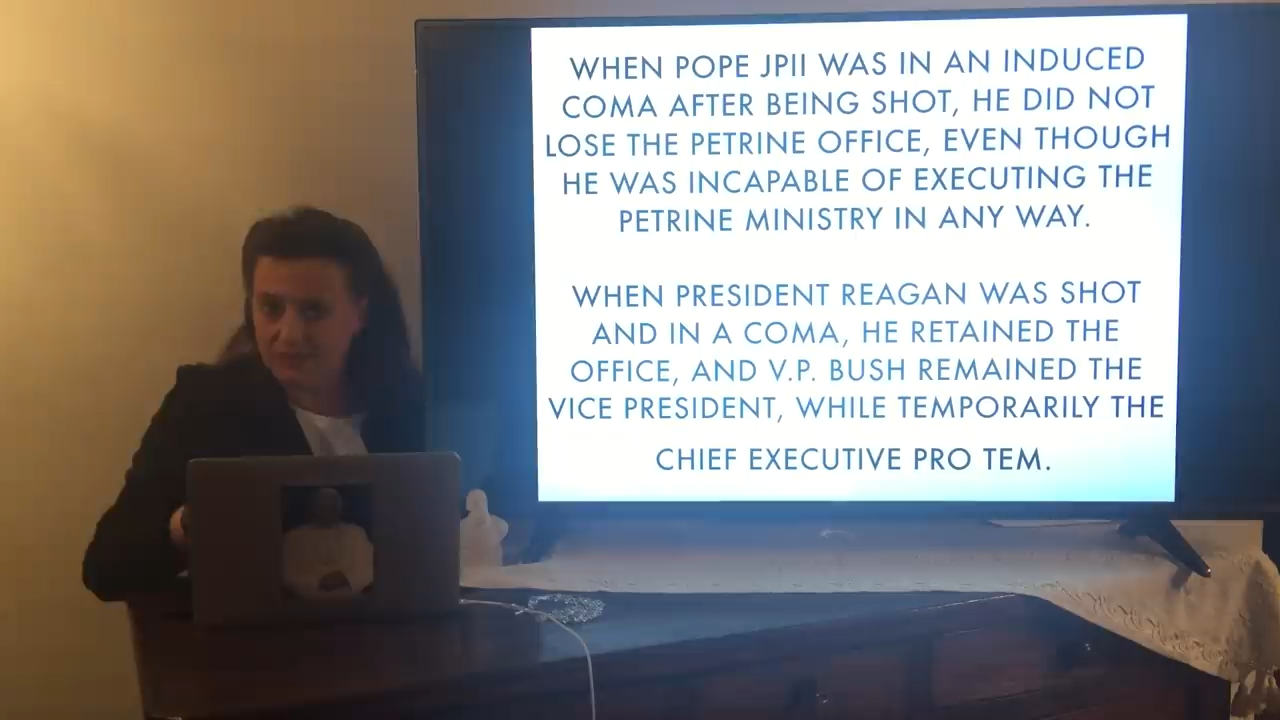 WHEN POPE JPII WAS IN AN INDUCED
COMA AFTER BEING SHOT, HE DID NOT
LOSE THE PETRINE OFFICE, EVEN THOUGH
HE WAS INCAPABLE OF EXECUTING THE
PETRINE MINISTRY IN ANY WAY.
WHEN PRESIDENT REAGAN WAS SHOT
AND IN A COMA, HE RETAINED THE
OFFICE, AND V.P. BUSH REMAINED THE
VICE PRESIDENT, WHILE TEMPORARILY THE
CHIEF EXECUTIVE PRO TEM.